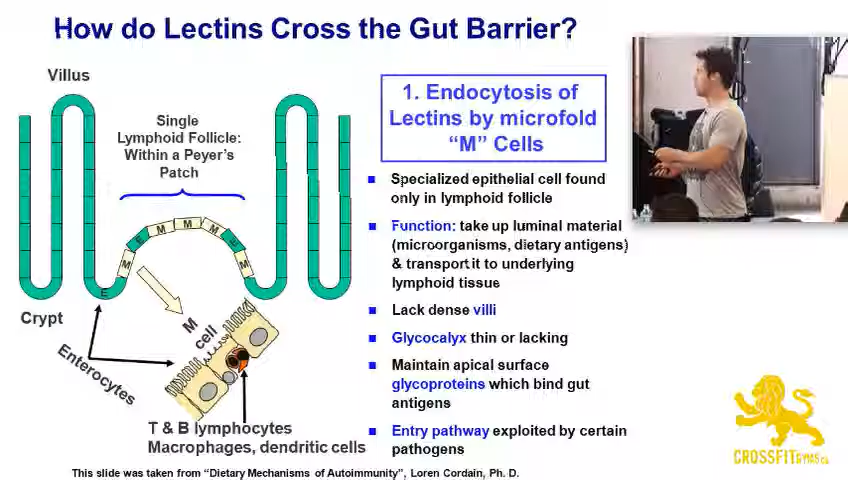 How do Lectins Cross the Gut Barrier?
Villus
Single
Lymphoid Follicle:
Within a Peyer's
Patch
M
E
M
M
M
E
M
E
Crypt
M
cell
Enterocytes
T & B lymphocytes
Macrophages, dendritic cells
1. Endocytosis of
Lectins by microfold
“M” Cells
Specialized epithelial cell found
only in lymphoid follicle
Function: take up luminal material
(microorganisms, dietary antigens)
& transport it to underlying
lymphoid tissue
Lack dense villi
Glycocalyx thin or lacking
Maintain apical surface
glycoproteins which bind gut
antigens
Entry pathway exploited by certain
pathogens
This slide was taken from “Dietary Mechanisms of Autoimmunity”, Loren Cordain, Ph. D.
CROSSFIT